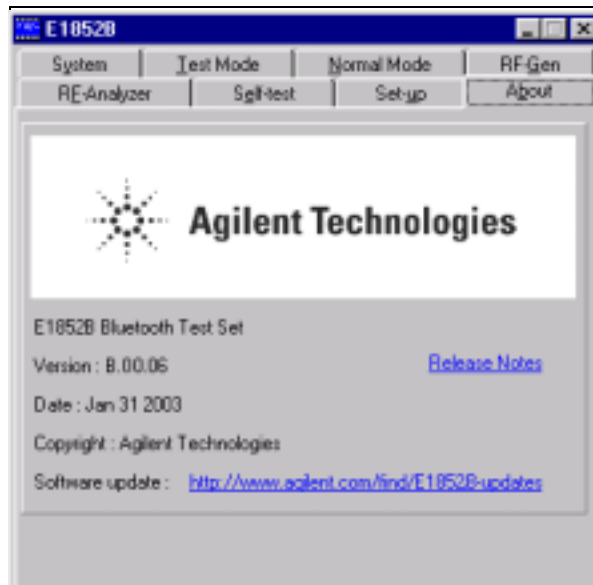 E1852B
System Test Mode Normal Mode RF-Gen
RF-Analyzer Self-test Set-up About
Agilent Technologies
E1852B Bluetooth Test Set
Version : B.00.06 Release Notes
Date : Jan 31 2003
Copyright : Agilent Technologies
Software update : http://www.agilent.com/find/E1852B-updates